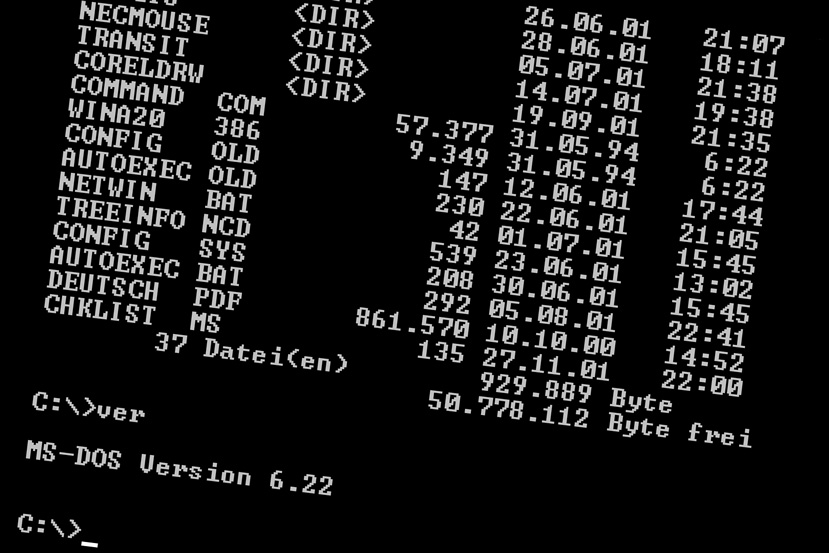 26.06.01 21:07
<DIR> 28.06.01 18:11
NECMOUSE <DIR> 05.07.01 21:38
TRANSIT <DIR> 14.07.01 19:38
CORELDRW <DIR> 19.09.01 21:35
COMMAND COM 57.377 31.05.94 6:22
WINA20 386 9.349 31.05.94 6:22
CONFIG OLD 147 12.06.01 17:44
AUTOEXEC OLD 230 22.06.01 21:05
NETWIN BAT 42 01.07.01 15:45
TREEINFO NCD 539 23.06.01 13:02
CONFIG SYS 208 30.06.01 15:45
AUTOEXEC BAT 292 05.08.01 22:41
DEUTSCH PDF 861.570 10.10.00 14:52
CHKLIST MS 135 27.11.01 22:00
37 Datei(en) 929.889 Byte
50.778.112 Byte frei
C:\>ver
MS-DOS Version 6.22
C:\>_